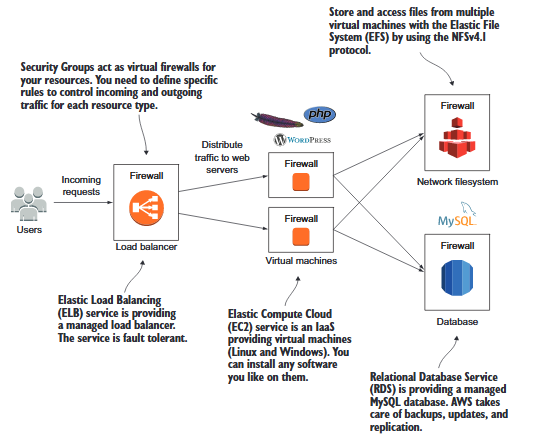 Store and access files from multiple
virtual machines with the Elastic File
System (EFS) by using the NFSv4.1
protocol.
Security Groups act as virtual firewalls for
your resources. You need to define specific
rules to control incoming and outgoing
traffic for each resource type.
php
WORDPRESS
Distribute
traffic to web
servers
Firewall
Network filesystem
Incoming
requests
Users
Firewall
Load balancer
Firewall
Firewall
Virtual machines
MySQL
Firewall
Database
Elastic Load Balancing
(ELB) service is providing
a managed load balancer.
The service is fault tolerant.
Elastic Compute Cloud
(EC2) service is an IaaS
providing virtual machines
(Linux and Windows). You
can install any software
you like on them.
Relational Database Service
(RDS) is providing a managed
MySQL database. AWS takes
care of backups, updates, and
replication.